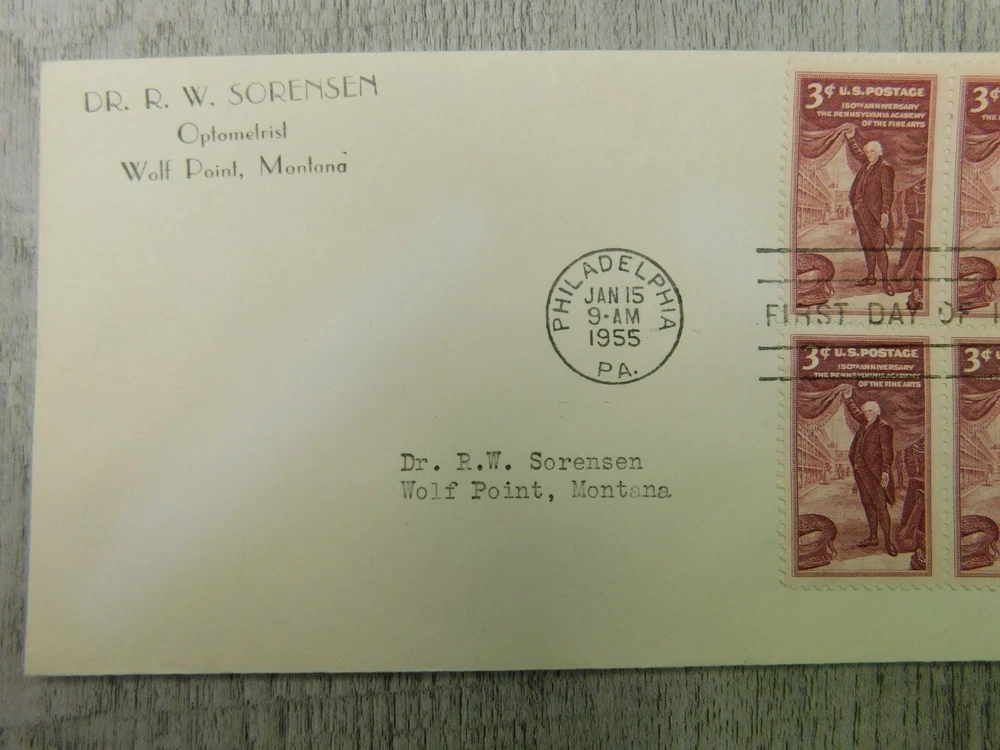 DR. R. W. SORENSEN
Optometrist
Wolf Point, Montana
3¢ U.S. POSTAGE
150TH ANNIVERSARY
THE PENNSYLVANIA ACADEMY
OF THE FINE ARTS
3¢
PHILADELPHIA
JAN 15
9-AM
1955
PA.
FIRST DAY OF
3¢ U.S. POSTAGE
150TH ANNIVERSARY
THE PENNSYLVANIA ACADEMY
OF THE FINE ARTS
3¢ U
Dr. R.W. Sorensen
Wolf Point, Montana